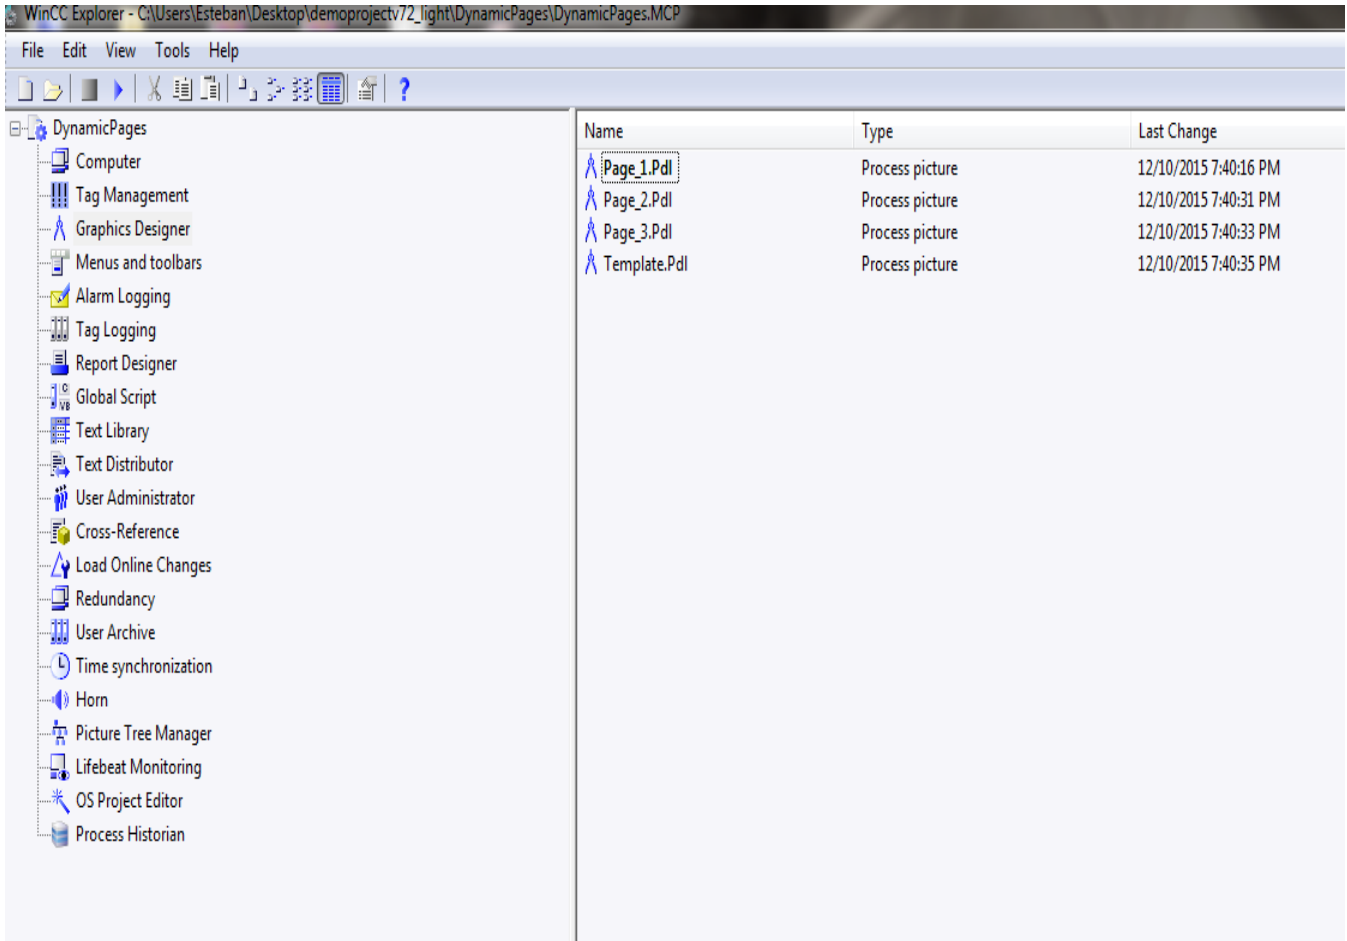 WinCC Explorer - C:\Users\Esteban\Desktop\demoprojectv72_light\DynamicPages\DynamicPages.MCP
File Edit View Tools Help
DynamicPages
Computer
Tag Management
Graphics Designer
Menus and toolbars
Alarm Logging
Tag Logging
Report Designer
Global Script
Text Library
Text Distributor
User Administrator
Cross-Reference
Load Online Changes
Redundancy
User Archive
Time synchronization
Horn
Picture Tree Manager
Lifebeat Monitoring
OS Project Editor
Process Historian
Name Type Last Change
Page_1.Pdl Process picture 12/10/2015 7:40:16 PM
Page_2.Pdl Process picture 12/10/2015 7:40:31 PM
Page_3.Pdl Process picture 12/10/2015 7:40:33 PM
Template.Pdl Process picture 12/10/2015 7:40:35 PM